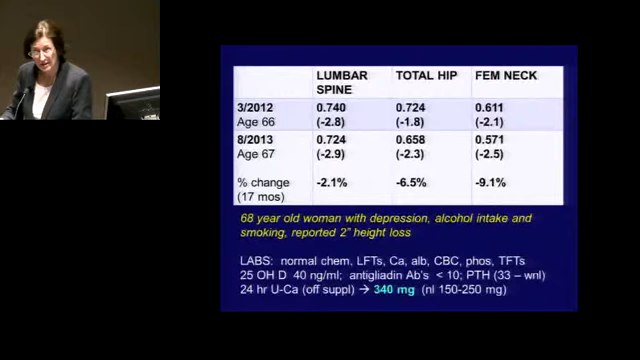 LUMBAR SPINE TOTAL HIP FEM NECK
3/2012 0.740 0.724 0.611
Age 66 (-2.8) (-1.8) (-2.1)
8/2013 0.724 0.658 0.571
Age 67 (-2.9) (-2.3) (-2.5)
% change -2.1% -6.5% -9.1%
(17 mos)
68 year old woman with depression, alcohol intake and
smoking, reported 2" height loss
LABS: normal chem, LFTs, Ca, alb, CBC, phos, TFTs
25 OH D 40 ng/ml; antigliadin Ab's < 10; PTH (33 – wnl)
24 hr U-Ca (off suppl) → 340 mg (nl 150-250 mg)